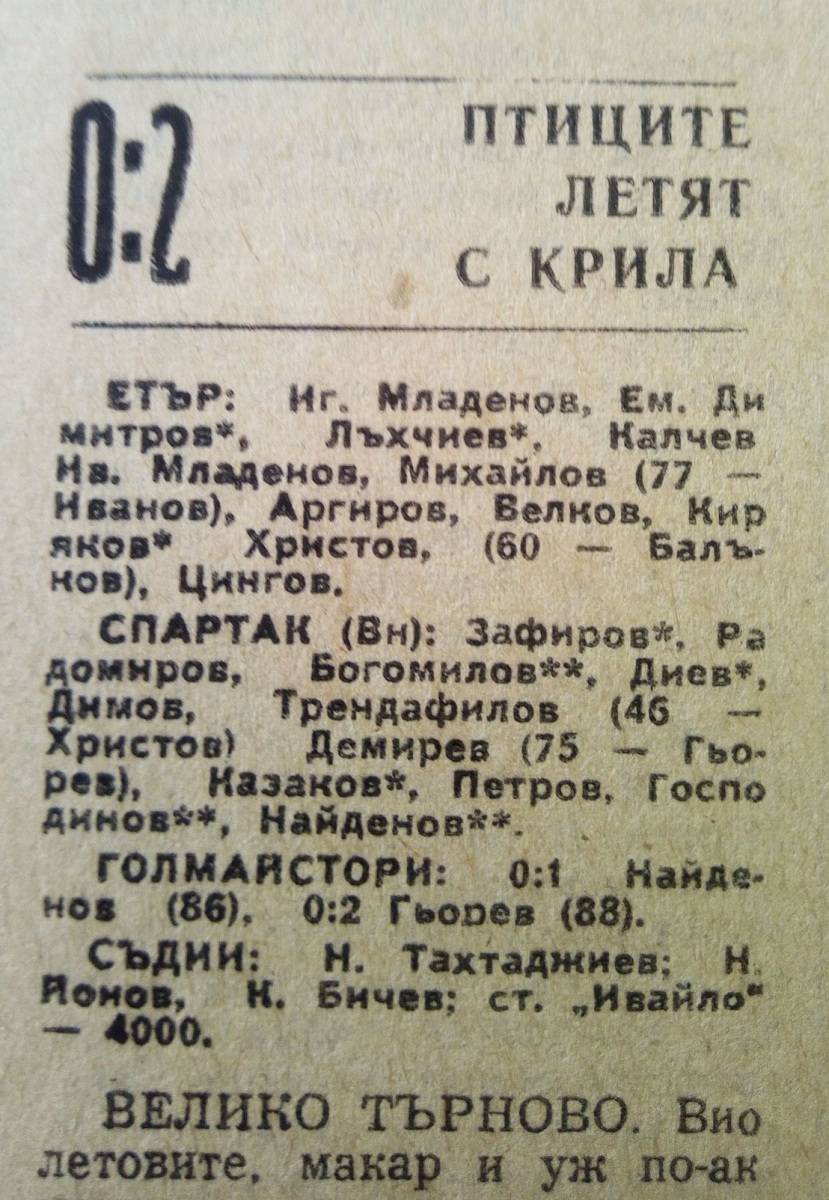 0:2
ПТИЦИТЕ
ЛЕТЯТ
С КРИЛА
ЕТЪР: Иг. Младенов, Ем. Ди
митров*, Лъхчиев*, Калчев
Ив. Младенов, Михайлов (77 —
Иванов), Аргиров, Велков, Кир
яков* Христов, (60 — Балъ-
ков), Цингов.
СПАРТАК (Вн): Зафиров*, Ра
домиров, Богомилов**, Диев*,
Димов, Трендафилов (46 —
Христов) Демирев (75 — Гьо-
рев), Казаков*, Петров, Госпо
динов**, Найденов**.
ГОЛМАЙСТОРИ: 0:1 Найде-
нов (86), 0:2 Гьорев (88).
СЪДИИ: Н. Тахтаджиев; Н.
Йонов, К. Бичев; ст. „Ивайло"
— 4000.
ВЕЛИКО ТЪРНОВО. Вио
летовите, макар и уж по-ак